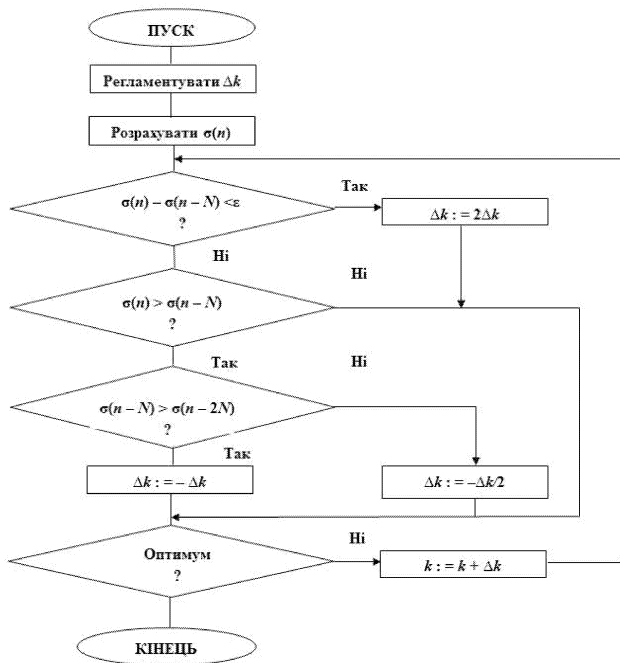 ПУСК
Регламентувати Δk
Розрахувати σ(n)
σ(n) – σ(n – N) <ε
?
Так
Δk : = 2Δk
Ні
Ні
σ(n) > σ(n – N)
?
Так
Ні
σ(n – N) > σ(n – 2N)
?
Так
Δk : = – Δk
Δk : = –Δk/2
Оптимум
?
Ні
k : = k + Δk
КІНЕЦЬ